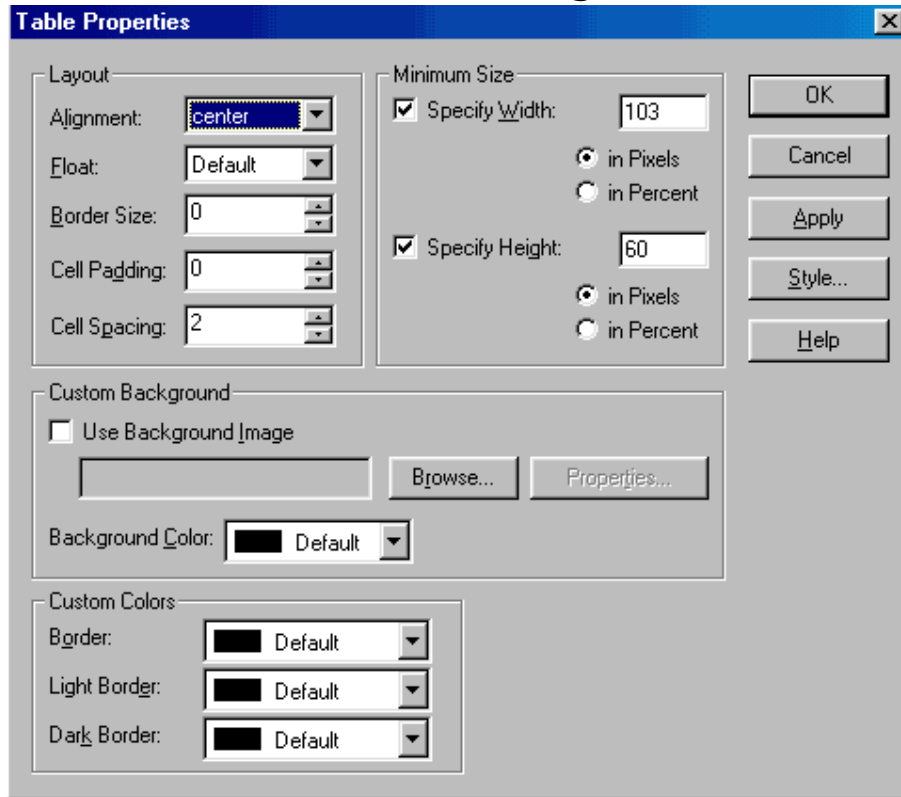 Table Properties
Layout
Alignment: center
Float: Default
Border Size: 0
Cell Padding: 0
Cell Spacing: 2
Minimum Size
Specify Width: 103
in Pixels
in Percent
Specify Height: 60
in Pixels
in Percent
OK
Cancel
Apply
Style...
Help
Custom Background
Use Background Image
Browse... Properties...
Background Color: Default
Custom Colors
Border: Default
Light Border: Default
Dark Border: Default